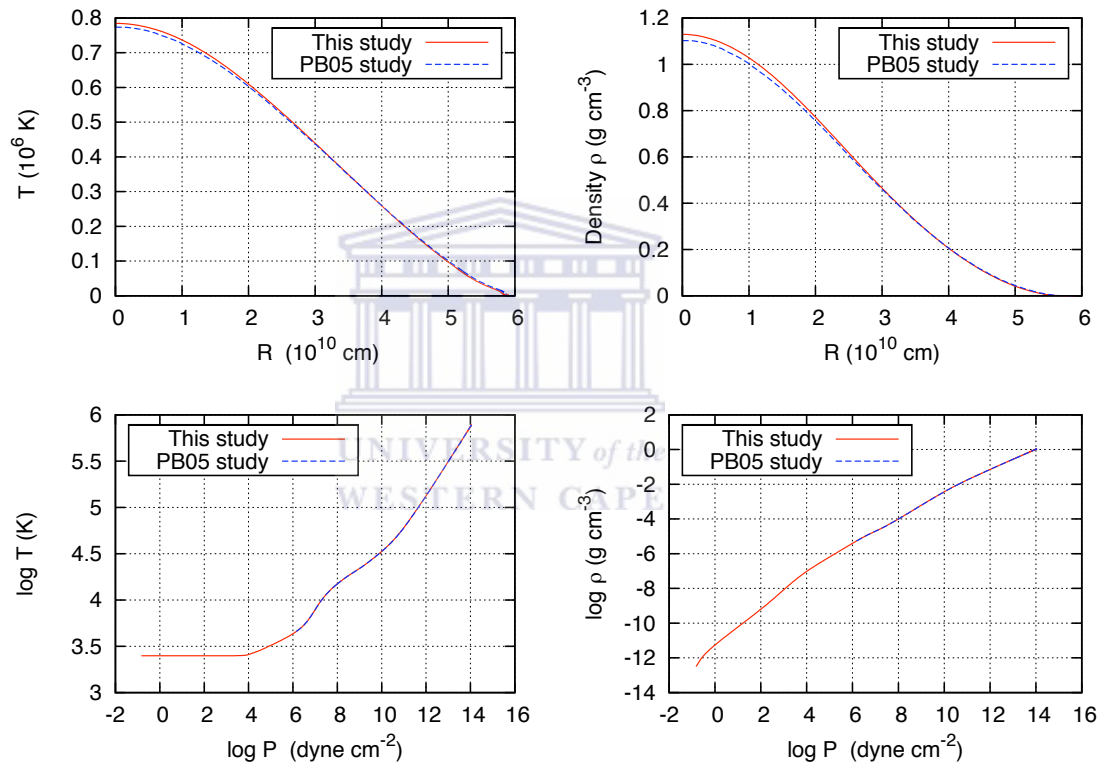 0.8
0.7
0.6
0.5
0.4
0.3
0.2
0.1
0
T (10^6 K)
This study
PB05 study
0 1 2 3 4 5 6
R (10^10 cm)
1.2
1
0.8
0.6
0.4
0.2
0
Density ρ (g cm^-3)
This study
PB05 study
0 1 2 3 4 5 6
R (10^10 cm)
6
5.5
5
4.5
4
3.5
3
log T (K)
This study
PB05 study
-2 0 2 4 6 8 10 12 14 16
log P (dyne cm^-2)
2
0
-2
-4
-6
-8
-10
-12
-14
log ρ (g cm^-3)
This study
PB05 study
-2 0 2 4 6 8 10 12 14 16
log P (dyne cm^-2)
UNIVERSITY of the
WESTERN CAPE